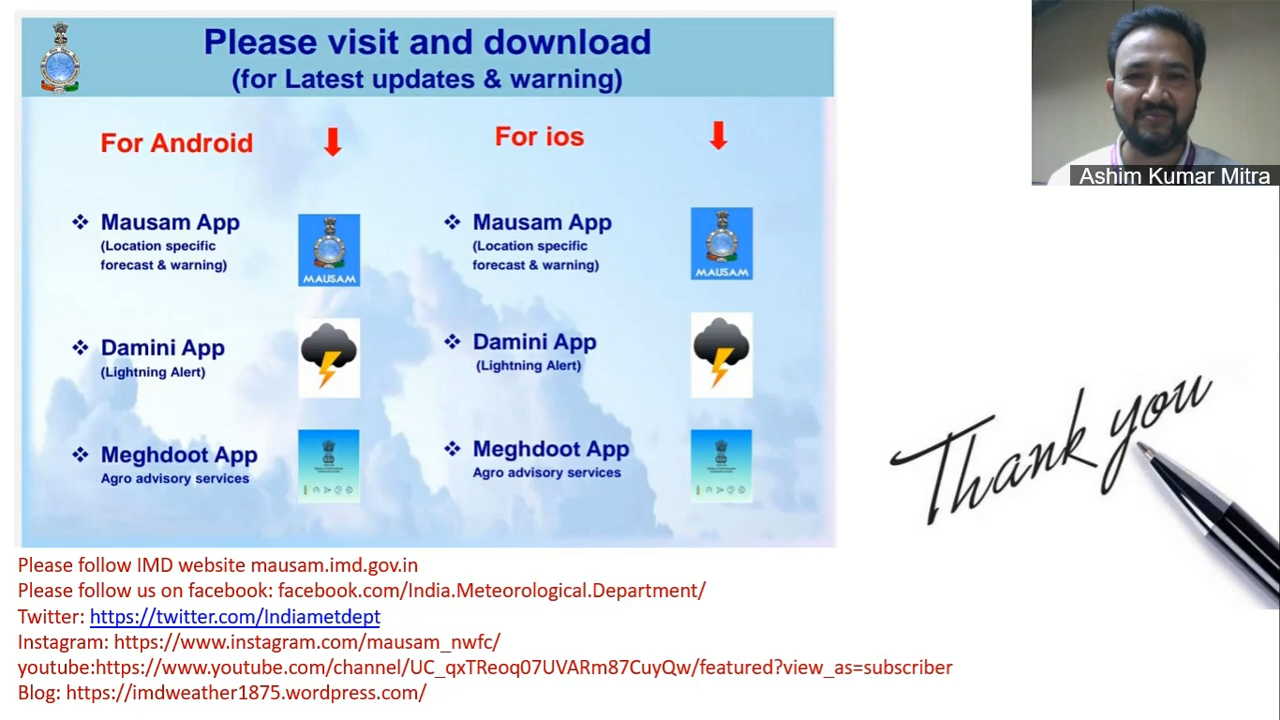 Please visit and download
(for Latest updates & warning)
For Android
For ios
Mausam App
(Location specific
forecast & warning)
MAUSAM
Mausam App
(Location specific
forecast & warning)
MAUSAM
Damini App
(Lightning Alert)
Damini App
(Lightning Alert)
Meghdoot App
Agro advisory services
Meghdoot App
Agro advisory services
Ashim Kumar Mitra
Thank you
Please follow IMD website mausam.imd.gov.in
Please follow us on facebook: facebook.com/India.Meteorological.Department/
Twitter: https://twitter.com/Indiametdept
Instagram: https://www.instagram.com/mausam_nwfc/
youtube:https://www.youtube.com/channel/UC_qxTReoq07UVARm87CuyQw/featured?view_as=subscriber
Blog: https://imdweather1875.wordpress.com/